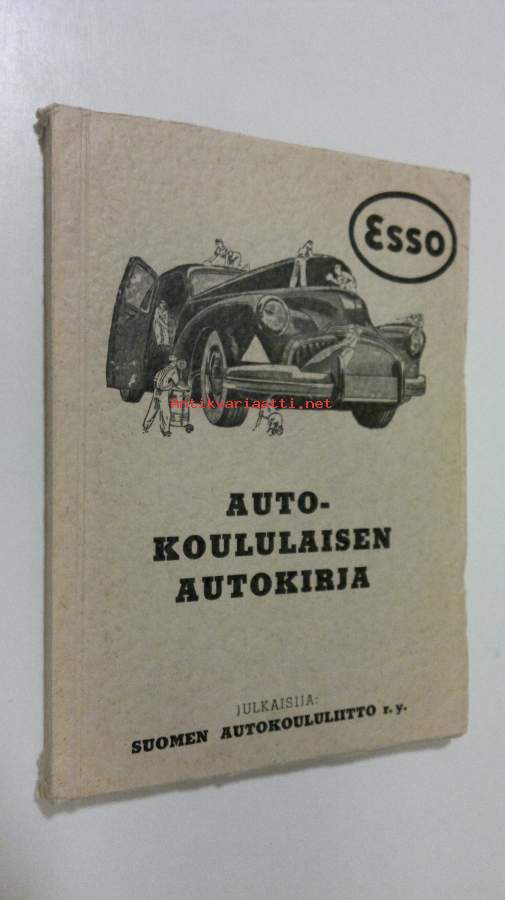 Esso
Antikvariaatti.net
AUTO-
KOULULAISEN
AUTOKIRJA
JULKAISIJA:
SUOMEN AUTOKOULULIITTO r. y.